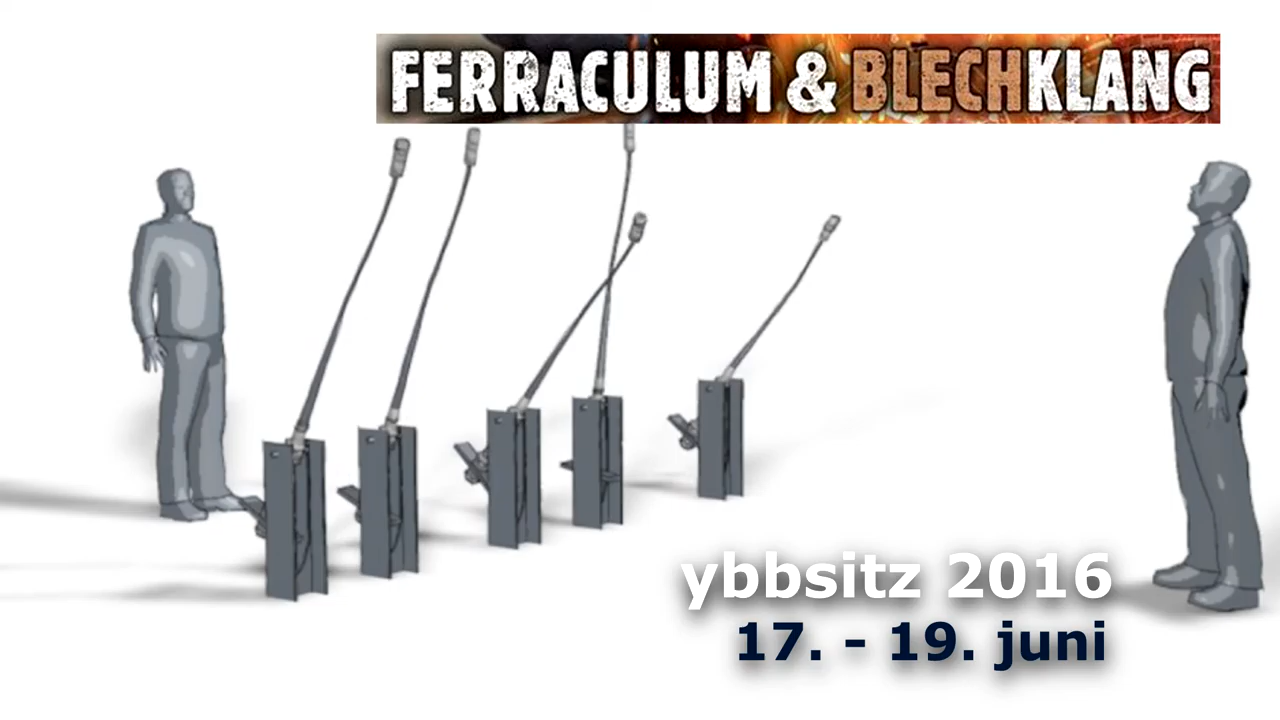 FERRACULUM & BLECHKLANG
ybbsitz 2016
17. - 19. juni